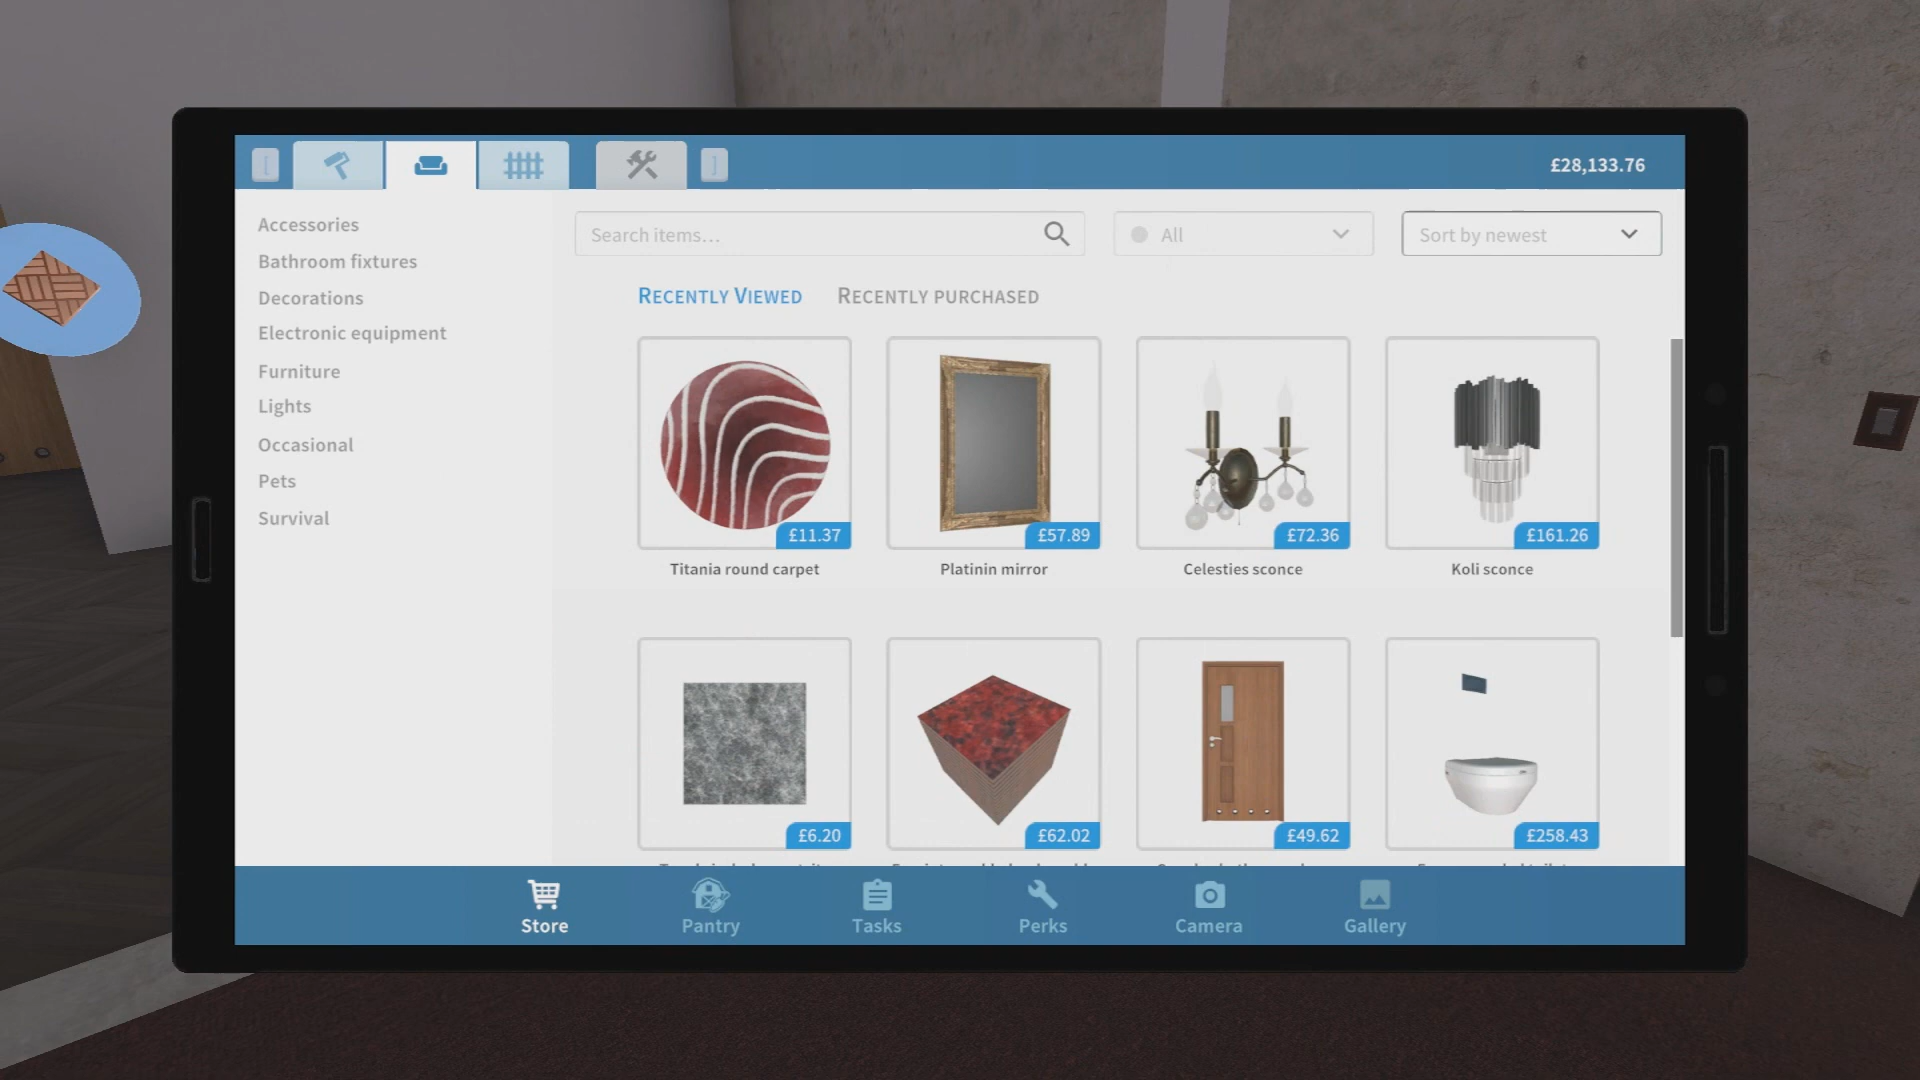 £28,133.76
Accessories
Bathroom fixtures
Decorations
Electronic equipment
Furniture
Lights
Occasional
Pets
Survival
Search items...
All
Sort by newest
RECENTLY VIEWED
RECENTLY PURCHASED
£11.37
£57.89
£72.36
£161.26
Titania round carpet
Platinin mirror
Celesties sconce
Koli sconce
£6.20
£62.02
£49.62
£258.43
Store
Pantry
Tasks
Perks
Camera
Gallery